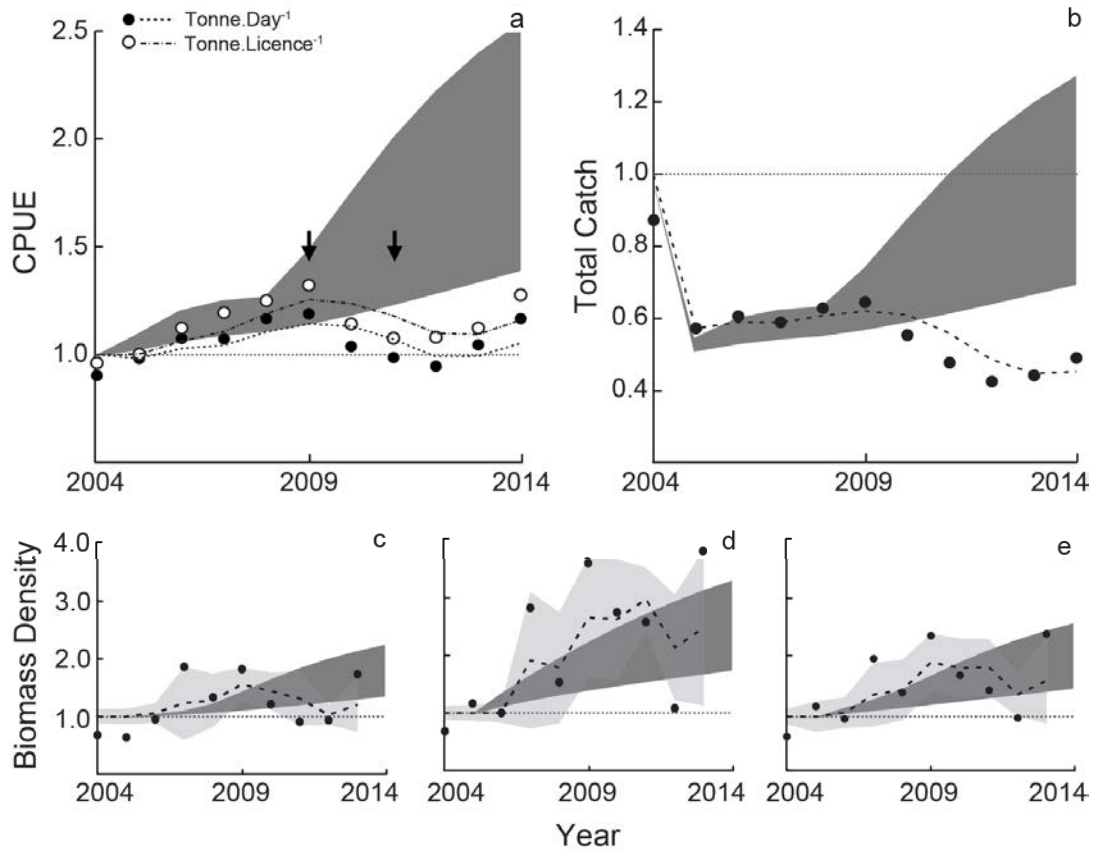 Tonne.Day⁻¹
Tonne.Licence⁻¹
a
b
CPUE
2.5
2.0
1.5
1.0
2004 2009 2014
Total Catch
1.4
1.2
1.0
0.8
0.6
0.4
2004 2009 2014
c
d
e
Biomass Density
4.0
3.0
2.0
1.0
2004 2009 2014
2004 2009 2014
2004 2009 2014
Year